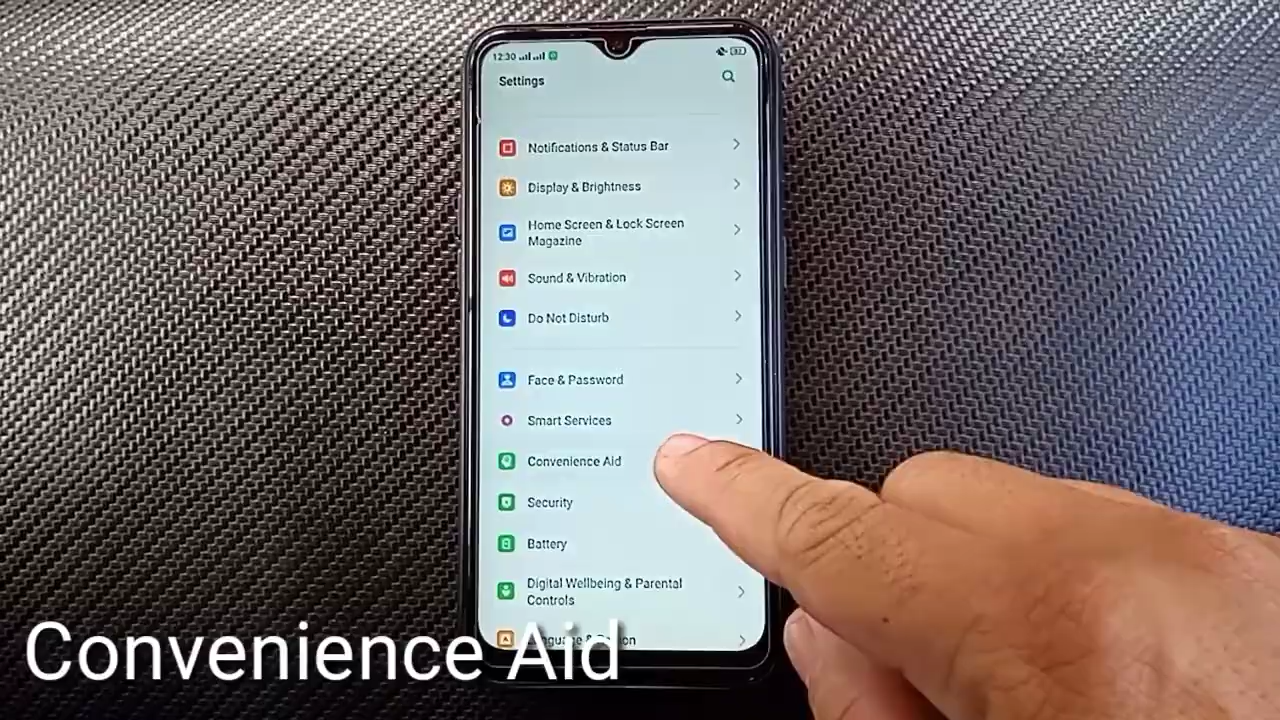 12:30
Settings
Notifications & Status Bar
Display & Brightness
Home Screen & Lock Screen
Magazine
Sound & Vibration
Do Not Disturb
Face & Password
Smart Services
Convenience Aid
Security
Battery
Digital Wellbeing & Parental
Controls
Convenience Aid